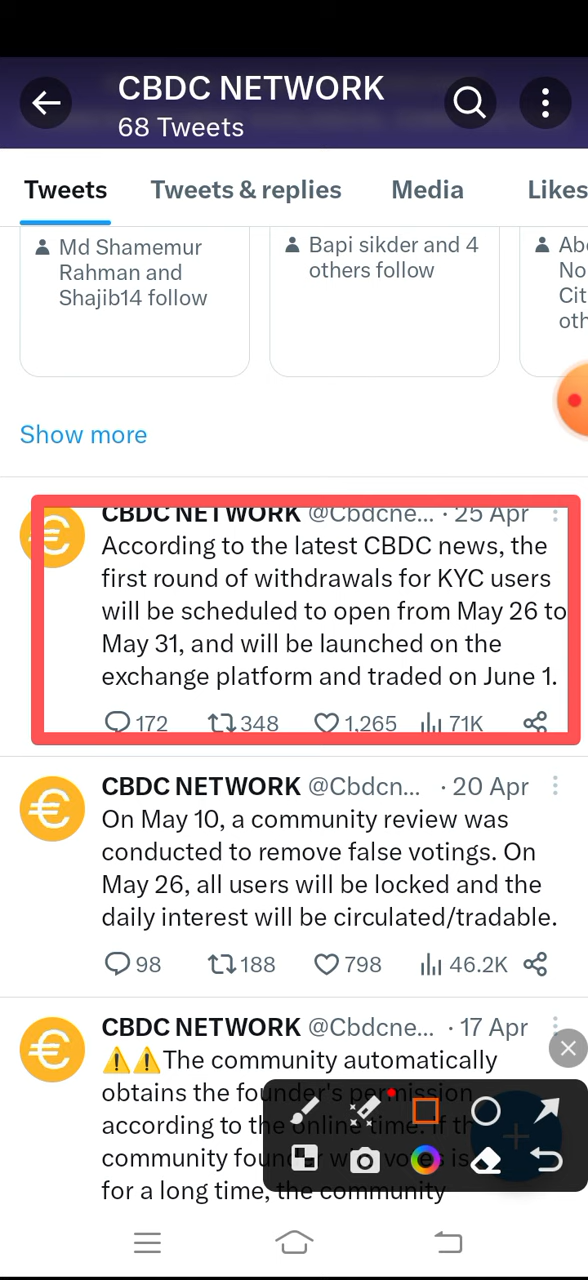 CBDC NETWORK
68 Tweets
Tweets Tweets & replies Media Likes
Md Shamemur
Rahman and
Shajib14 follow
Bapi sikder and 4
others follow
Show more
CBDC NETWORK @Cbdcne... · 25 Apr
According to the latest CBDC news, the
first round of withdrawals for KYC users
will be scheduled to open from May 26 to
May 31, and will be launched on the
exchange platform and traded on June 1.
172 348 1,265 71K
CBDC NETWORK @Cbdcn... · 20 Apr
On May 10, a community review was
conducted to remove false votings. On
May 26, all users will be locked and the
daily interest will be circulated/tradable.
98 188 798 46.2K
CBDC NETWORK @Cbdcne... · 17 Apr
⚠️⚠️The community automatically
obtains the founder's permission
according to the online time. If the
community founder
for a long time, the community